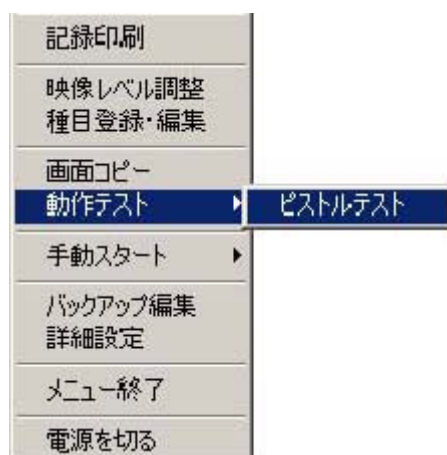 記録印刷
映像レベル調整
種目登録・編集
画面コピー
動作テスト
ピストルテスト
手動スタート
バックアップ編集
詳細設定
メニュー終了
電源を切る